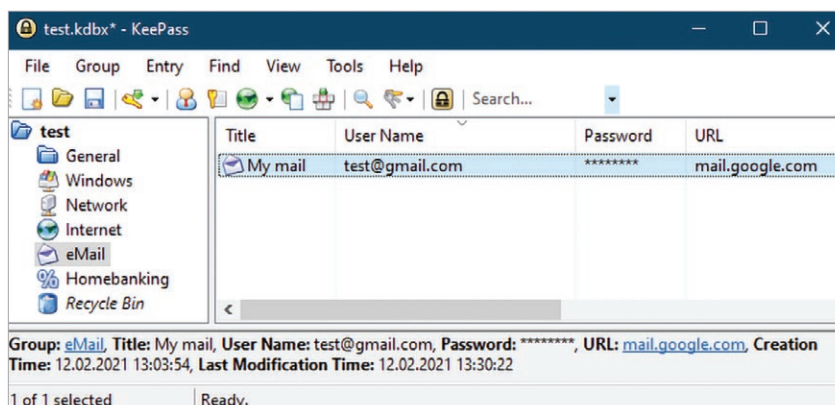 test.kdbx* - KeePass
File Group Entry Find View Tools Help
Search...
test
General
Windows
Network
Internet
eMail
Homebanking
Recycle Bin
Title User Name Password URL
My mail test@gmail.com ******** mail.google.com
Group: eMail, Title: My mail, User Name: test@gmail.com, Password: ********, URL: mail.google.com, Creation
Time: 12.02.2021 13:03:54, Last Modification Time: 12.02.2021 13:30:22
1 of 1 selected Ready.